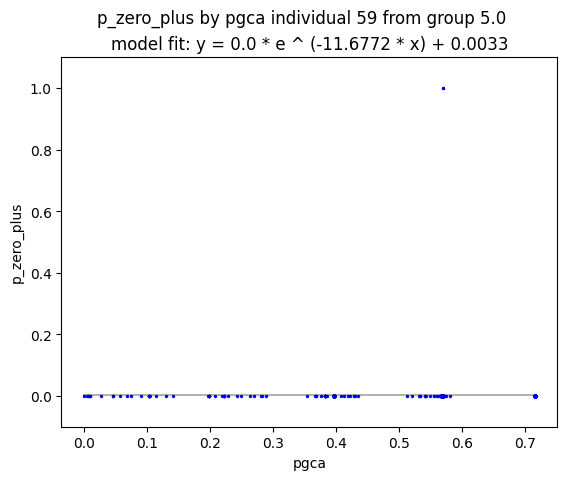 p_zero_plus by pgca individual 59 from group 5.0
model fit: y = 0.0 * e ^ (-11.6772 * x) + 0.0033
1.0
0.8
0.6
0.4
0.2
0.0
p_zero_plus
0.0 0.1 0.2 0.3 0.4 0.5 0.6 0.7
pgca